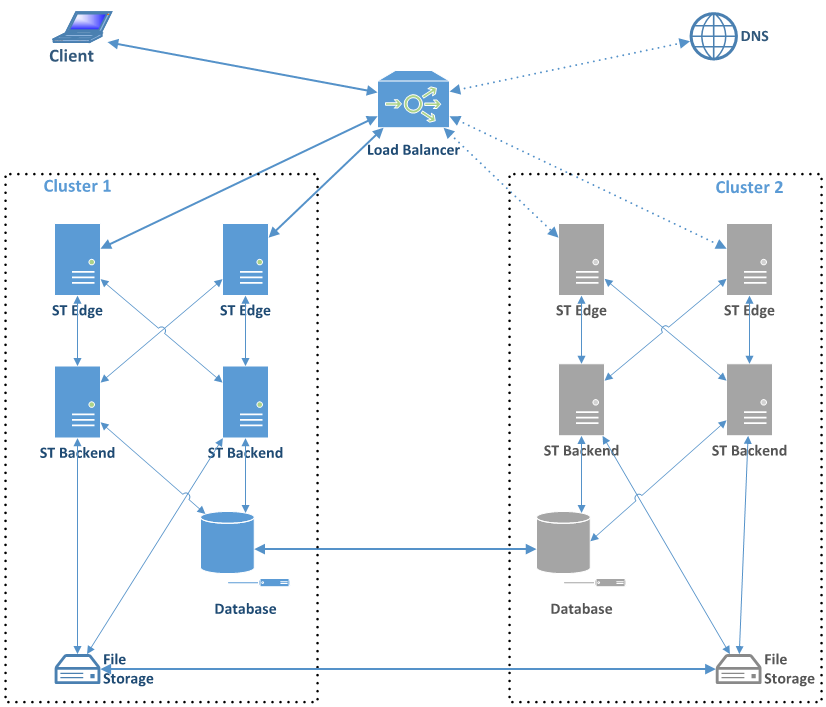 Client
DNS
Load Balancer
Cluster 1
Cluster 2
ST Edge
ST Edge
ST Edge
ST Edge
ST Backend
ST Backend
ST Backend
ST Backend
Database
Database
File
Storage
File
Storage